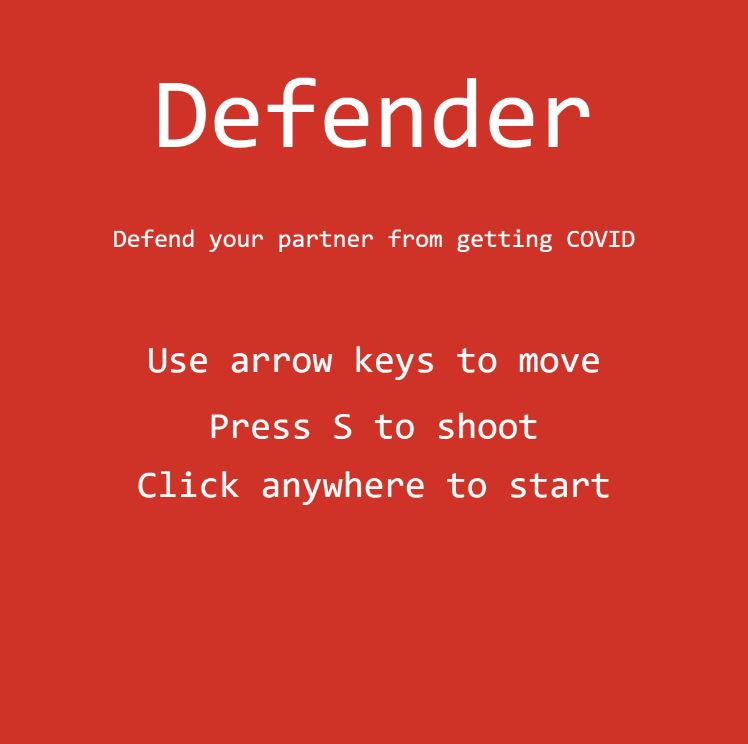 Defender
Defend your partner from getting COVID
Use arrow keys to move
Press S to shoot
Click anywhere to start